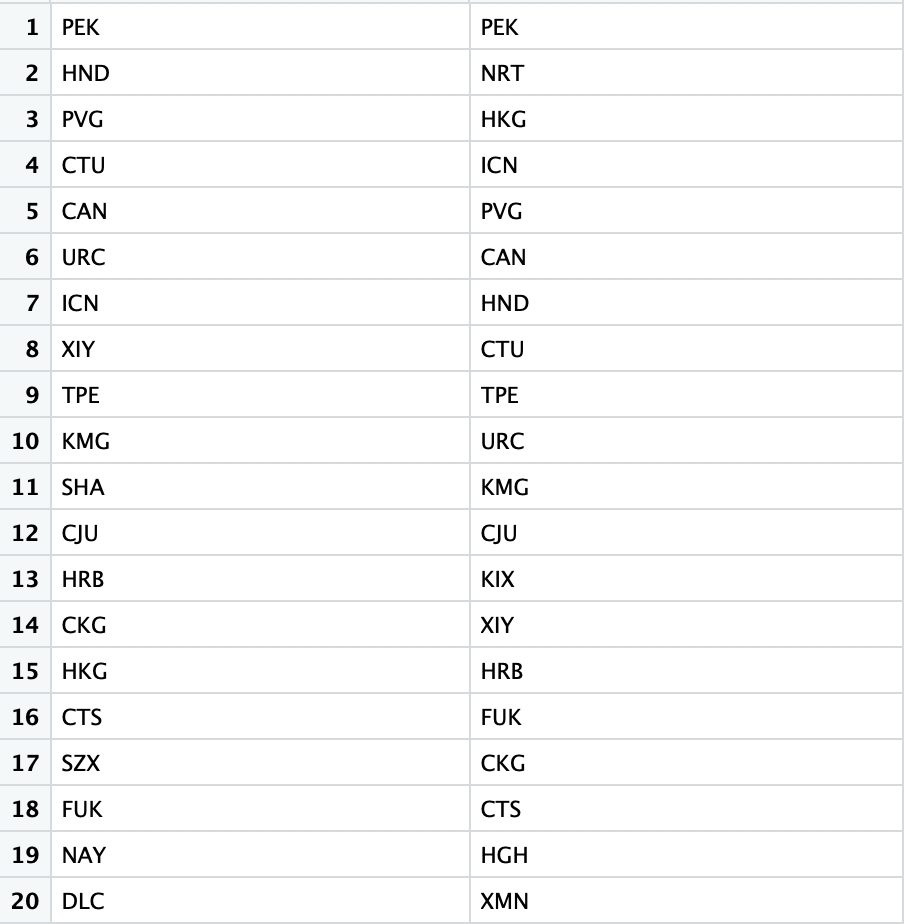 1 PEK PEK
2 HND NRT
3 PVG HKG
4 CTU ICN
5 CAN PVG
6 URC CAN
7 ICN HND
8 XIY CTU
9 TPE TPE
10 KMG URC
11 SHA KMG
12 CJU CJU
13 HRB KIX
14 CKG XIY
15 HKG HRB
16 CTS FUK
17 SZX CKG
18 FUK CTS
19 NAY HGH
20 DLC XMN